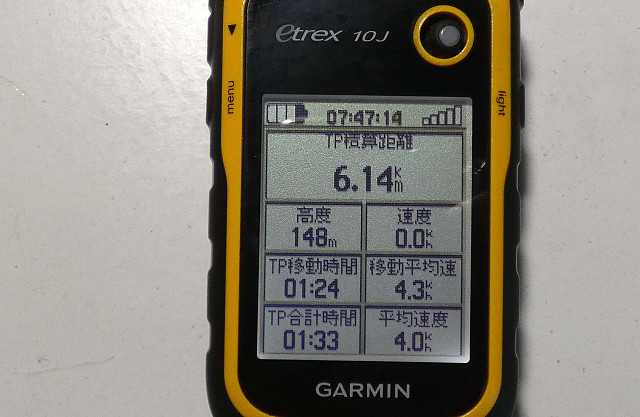 etrex 10J
menu
light
07:47:14
TP積算距離
6.14km
高度 速度
148m 0.0kh
TP移動時間 移動平均速
01:24 4.3kh
TP合計時間 平均速度
01:33 4.0kh
GARMIN